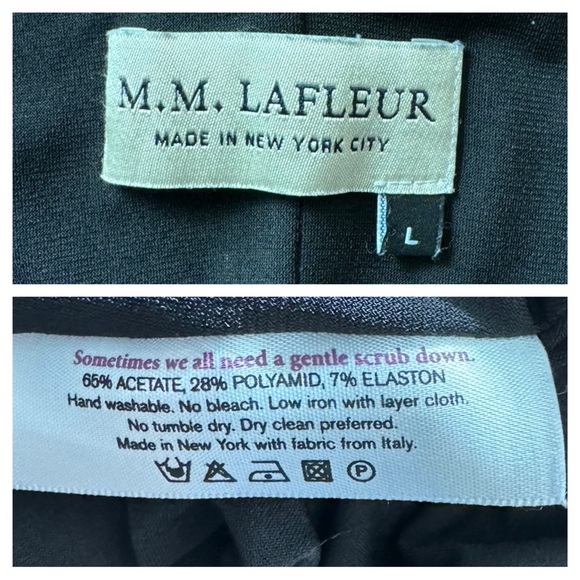 M.M. LAFLEUR
MADE IN NEW YORK CITY
L
Sometimes we all need a gentle scrub down.
65% ACETATE, 28% POLYAMID, 7% ELASTON
Hand washable. No bleach. Low iron with layer cloth.
No tumble dry. Dry clean preferred.
Made in New York with fabric from Italy.
P